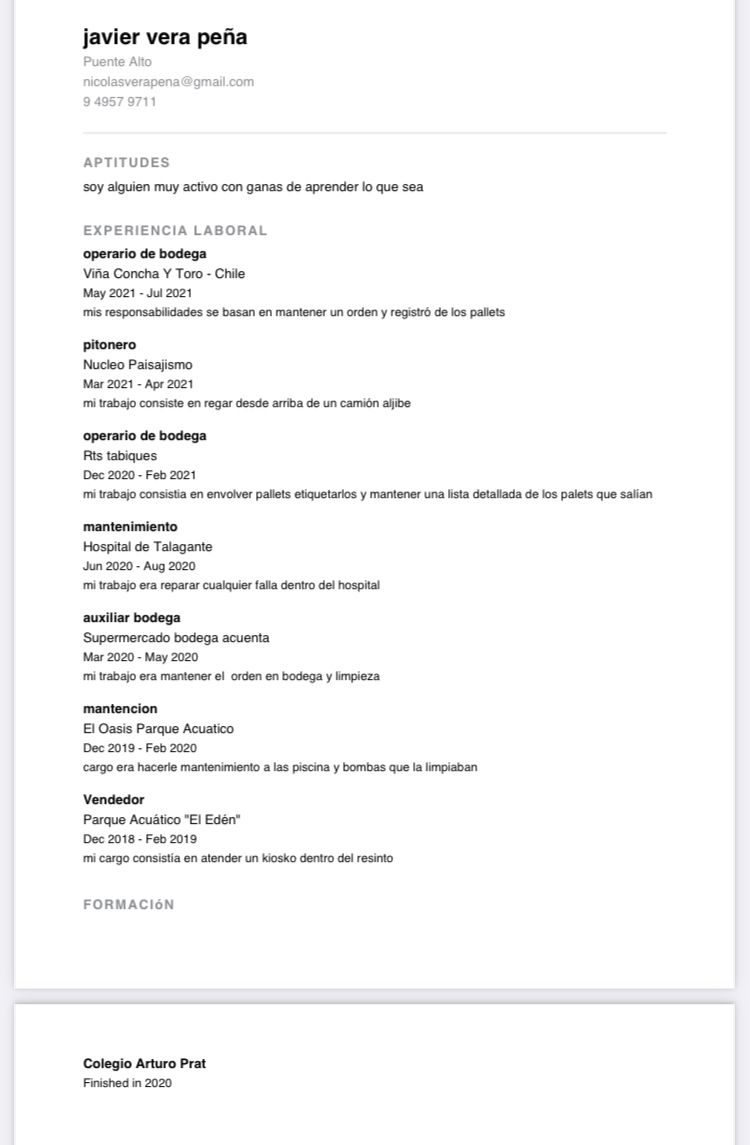 javier vera peña
Puente Alto
nicolasverapena@gmail.com
9 4957 9711
APTITUDES
soy alguien muy activo con ganas de aprender lo que sea
EXPERIENCIA LABORAL
operario de bodega
Viña Concha Y Toro - Chile
May 2021 - Jul 2021
mis responsabilidades se basan en mantener un orden y registró de los pallets
pitonero
Nucleo Paisajismo
Mar 2021 - Apr 2021
mi trabajo consiste en regar desde arriba de un camión aljibe
operario de bodega
Rts tabiques
Dec 2020 - Feb 2021
mi trabajo consistia en envolver pallets etiquetarlos y mantener una lista detallada de los palets que salían
mantenimiento
Hospital de Talagante
Jun 2020 - Aug 2020
mi trabajo era reparar cualquier falla dentro del hospital
auxiliar bodega
Supermercado bodega acuenta
Mar 2020 - May 2020
mi trabajo era mantener el  orden en bodega y limpieza
mantencion
El Oasis Parque Acuatico
Dec 2019 - Feb 2020
cargo era hacerle mantenimiento a las piscina y bombas que la limpiaban
Vendedor
Parque Acuático "El Edén"
Dec 2018 - Feb 2019
mi cargo consistía en atender un kiosko dentro del resinto
FORMACIóN
Colegio Arturo Prat
Finished in 2020